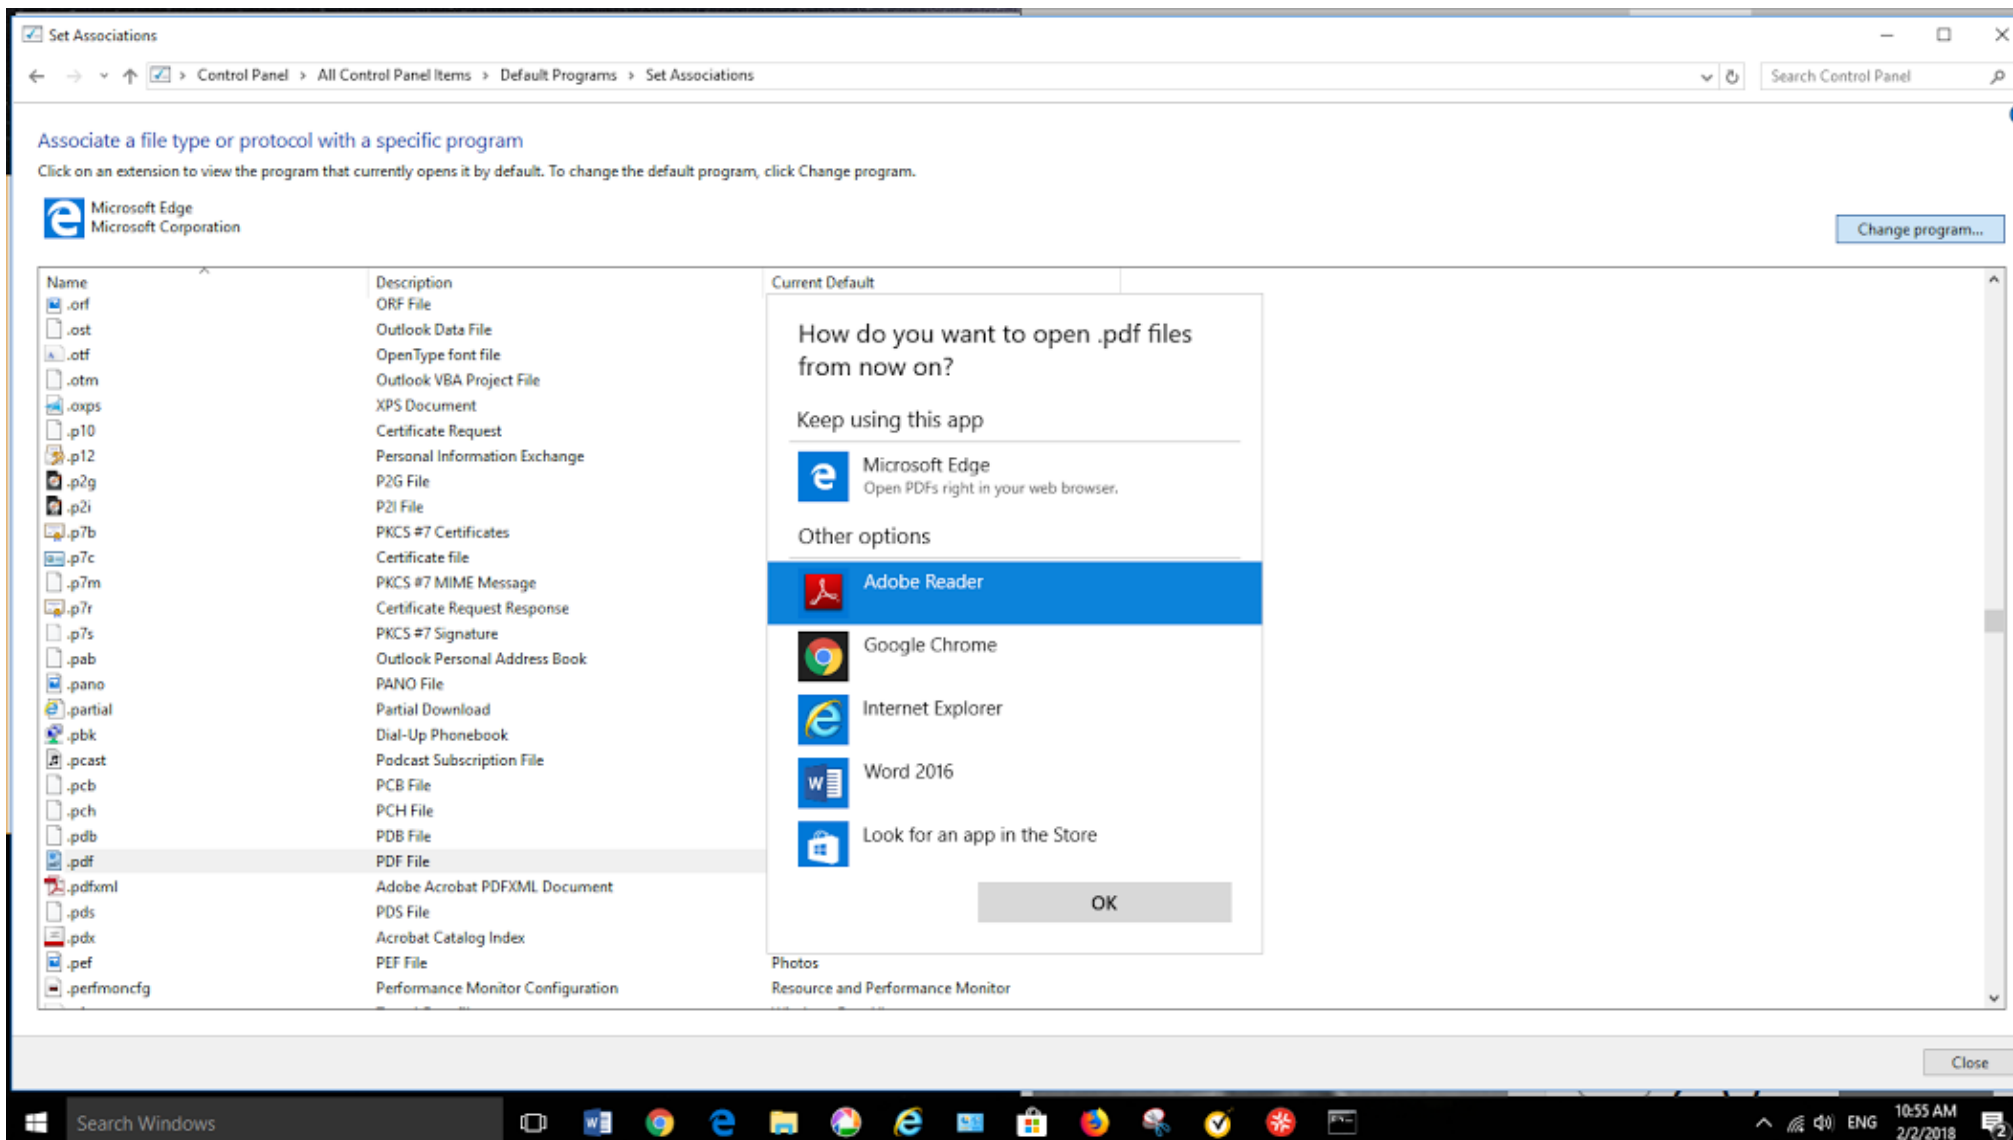 Set Associations
Control Panel > All Control Panel Items > Default Programs > Set Associations
Search Control Panel
Associate a file type or protocol with a specific program
Click on an extension to view the program that currently opens it by default. To change the default program, click Change program.
Microsoft Edge
Microsoft Corporation
Change program...
Name Description Current Default
.orf ORF File
.ost Outlook Data File
.otf OpenType font file
.otm Outlook VBA Project File
.oxps XPS Document
.p10 Certificate Request
.p12 Personal Information Exchange
.p2g P2G File
.p2i P2I File
.p7b PKCS #7 Certificates
.p7c Certificate file
.p7m PKCS #7 MIME Message
.p7r Certificate Request Response
.p7s PKCS #7 Signature
.pab Outlook Personal Address Book
.pano PANO File
.partial Partial Download
.pbk Dial-Up Phonebook
.pcast Podcast Subscription File
.pcb PCB File
.pch PCH File
.pdb PDB File
.pdf PDF File
.pdfxml Adobe Acrobat PDFXML Document
.pds PDS File
.pdx Acrobat Catalog Index
.pef PEF File Photos
.perfmoncfg Performance Monitor Configuration Resource and Performance Monitor
How do you want to open .pdf files
from now on?
Keep using this app
Microsoft Edge
Open PDFs right in your web browser.
Other options
Adobe Reader
Google Chrome
Internet Explorer
Word 2016
Look for an app in the Store
OK
Close
Search Windows
ENG
10:55 AM
2/2/2018
2